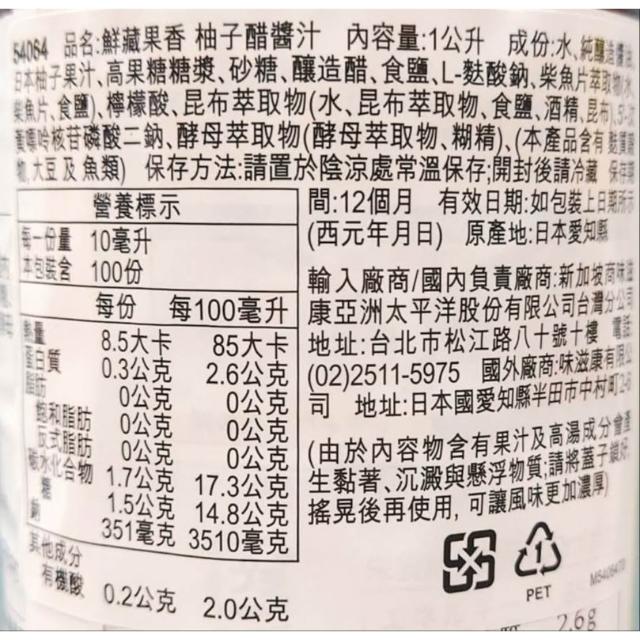 54064 品名:鮮藏果香 柚子醋醬汁 內容量:1公升 成份:水、純釀造醬油
日本柚子果汁、高果糖糖漿、砂糖、釀造醋、食鹽、L-麩酸鈉、柴魚片萃取物(水、
柴魚片、食鹽)、檸檬酸、昆布萃取物(水、昆布萃取物、食鹽、酒精、昆布)、5'-次
黃嘌呤核苷磷酸二鈉、酵母萃取物(酵母萃取物、糊精)、(本產品含有麩質穀
物、大豆及魚類) 保存方法:請置於陰涼處常溫保存;開封後請冷藏 保存期
間:12個月 有效日期:如包裝上日期所示
(西元年月日) 原產地:日本愛知縣
營養標示
每一份量 10毫升
本包裝含 100份
每份 每100毫升
熱量 8.5大卡 85大卡
蛋白質 0.3公克 2.6公克
脂肪 0公克 0公克
飽和脂肪 0公克 0公克
反式脂肪 0公克 0公克
碳水化合物 1.7公克 17.3公克
糖 1.5公克 14.8公克
鈉 351毫克 3510毫克
其他成分
有機酸 0.2公克 2.0公克
輸入廠商/國內負責廠商:新加坡商味滋
康亞洲太平洋股份有限公司台灣分公司
地址:台北市松江路八十號十樓 電話:
(02)2511-5975 國外廠商:味滋康有限公
司 地址:日本國愛知縣半田市中村町2-6
(由於內容物含有果汁及高湯成分會產
生黏著、沉澱與懸浮物質;請將蓋子鎖好,
搖晃後再使用, 可讓風味更加濃厚)
1
PET
2.6g